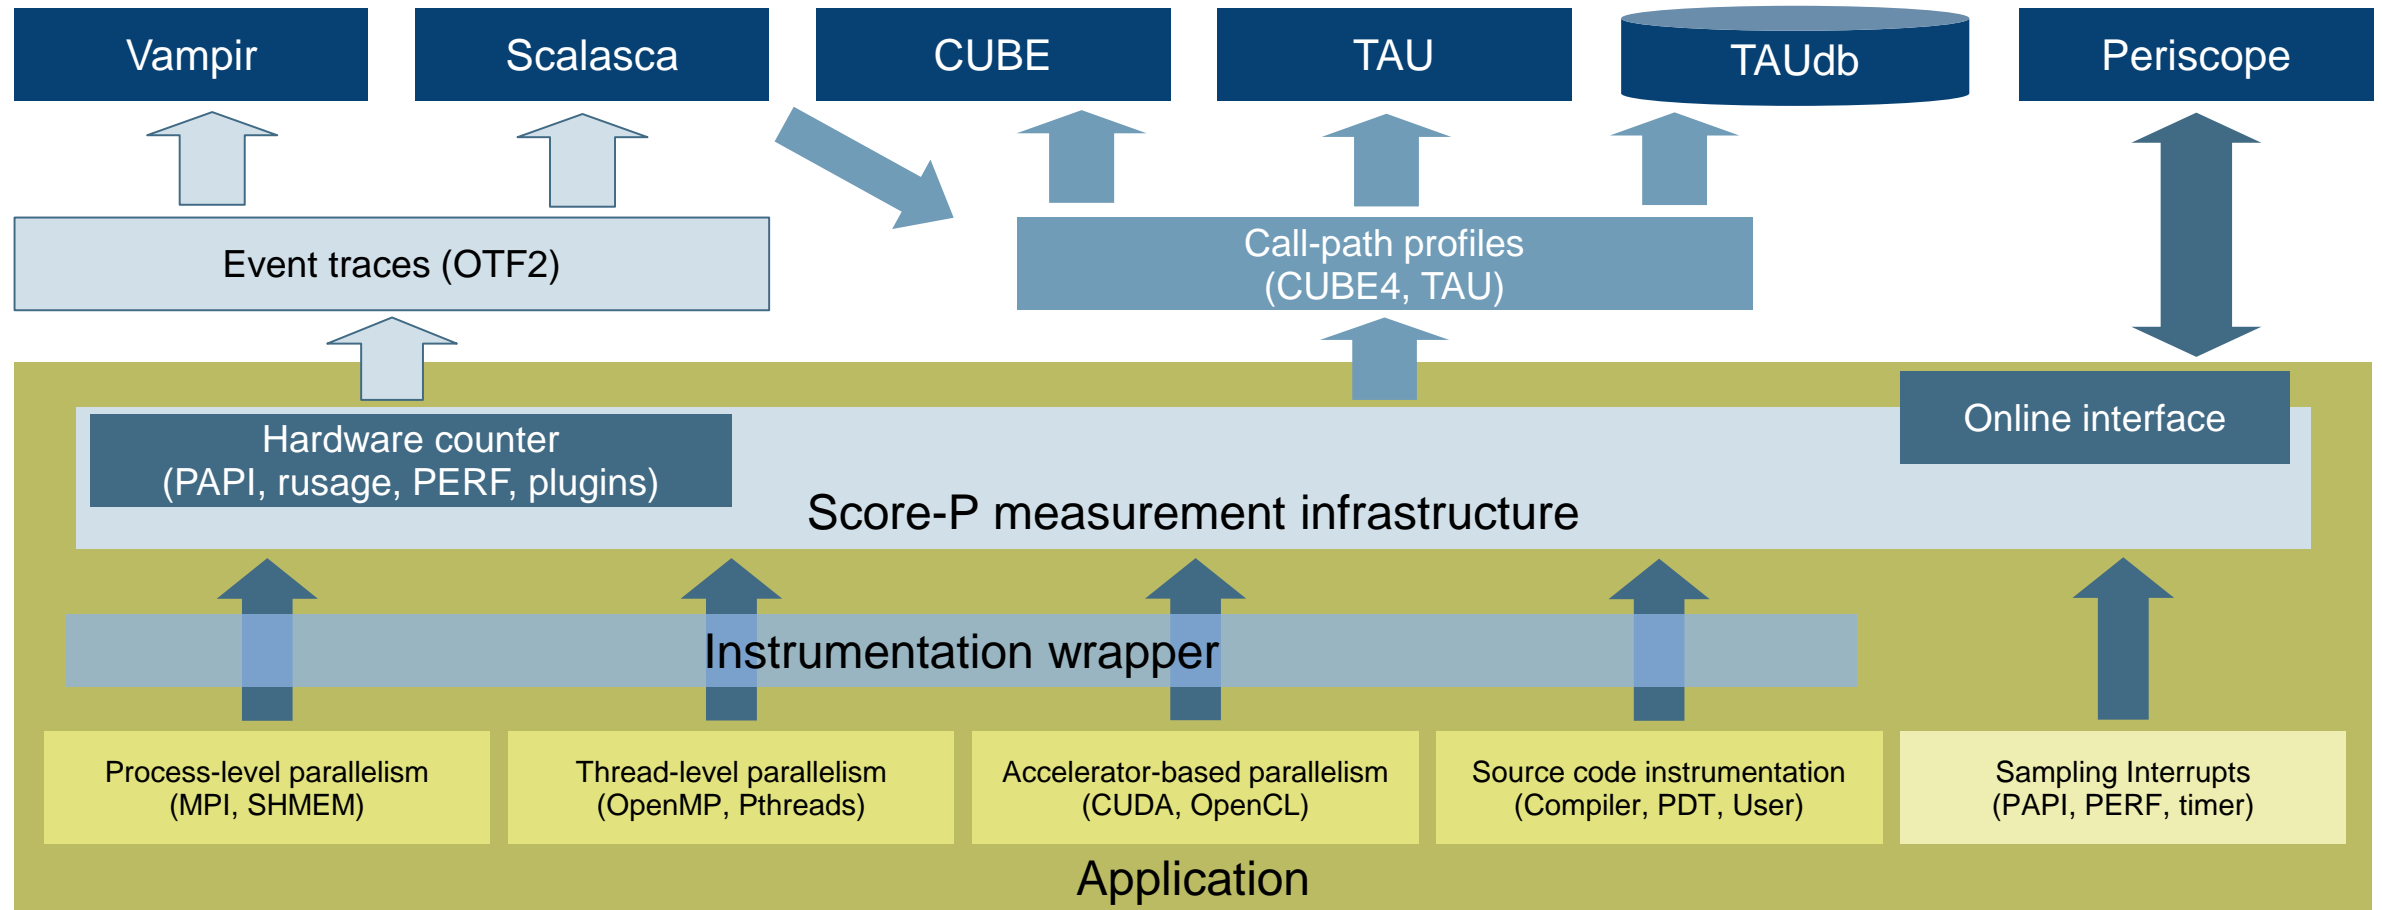 Vampir
Scalasca
CUBE
TAU
TAUdb
Periscope
Event traces (OTF2)
Call-path profiles
(CUBE4, TAU)
Hardware counter
(PAPI, rusage, PERF, plugins)
Online interface
Score-P measurement infrastructure
Instrumentation wrapper
Process-level parallelism
(MPI, SHMEM)
Thread-level parallelism
(OpenMP, Pthreads)
Accelerator-based parallelism
(CUDA, OpenCL)
Source code instrumentation
(Compiler, PDT, User)
Sampling Interrupts
(PAPI, PERF, timer)
Application